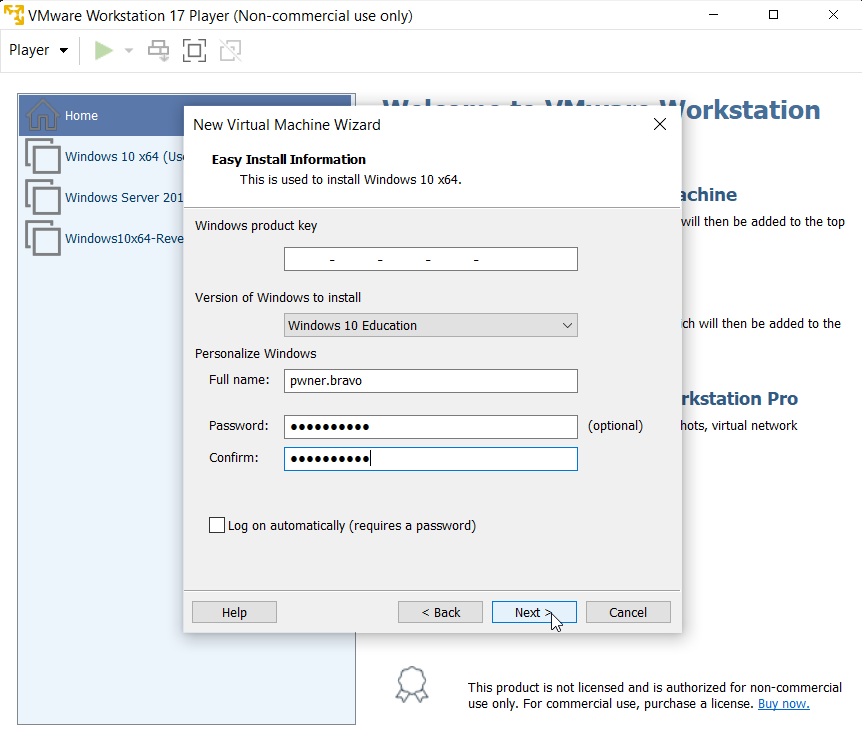 VMware Workstation 17 Player (Non-commercial use only)
Player
Home
Windows 10 x64 (Use
Windows Server 201
Windows10x64-Reve
Welcome to VMware Workstation
achine
will then be added to the top
ch will then be added to the
rkstation Pro
hots, virtual network
New Virtual Machine Wizard
Easy Install Information
This is used to install Windows 10 x64.
Windows product key
- - - -
Version of Windows to install
Windows 10 Education
Personalize Windows
Full name: pwner.bravo
Password: ●●●●●●●●●● (optional)
Confirm: ●●●●●●●●●●
Log on automatically (requires a password)
Help < Back Next > Cancel
This product is not licensed and is authorized for non-commercial
use only. For commercial use, purchase a license. Buy now.